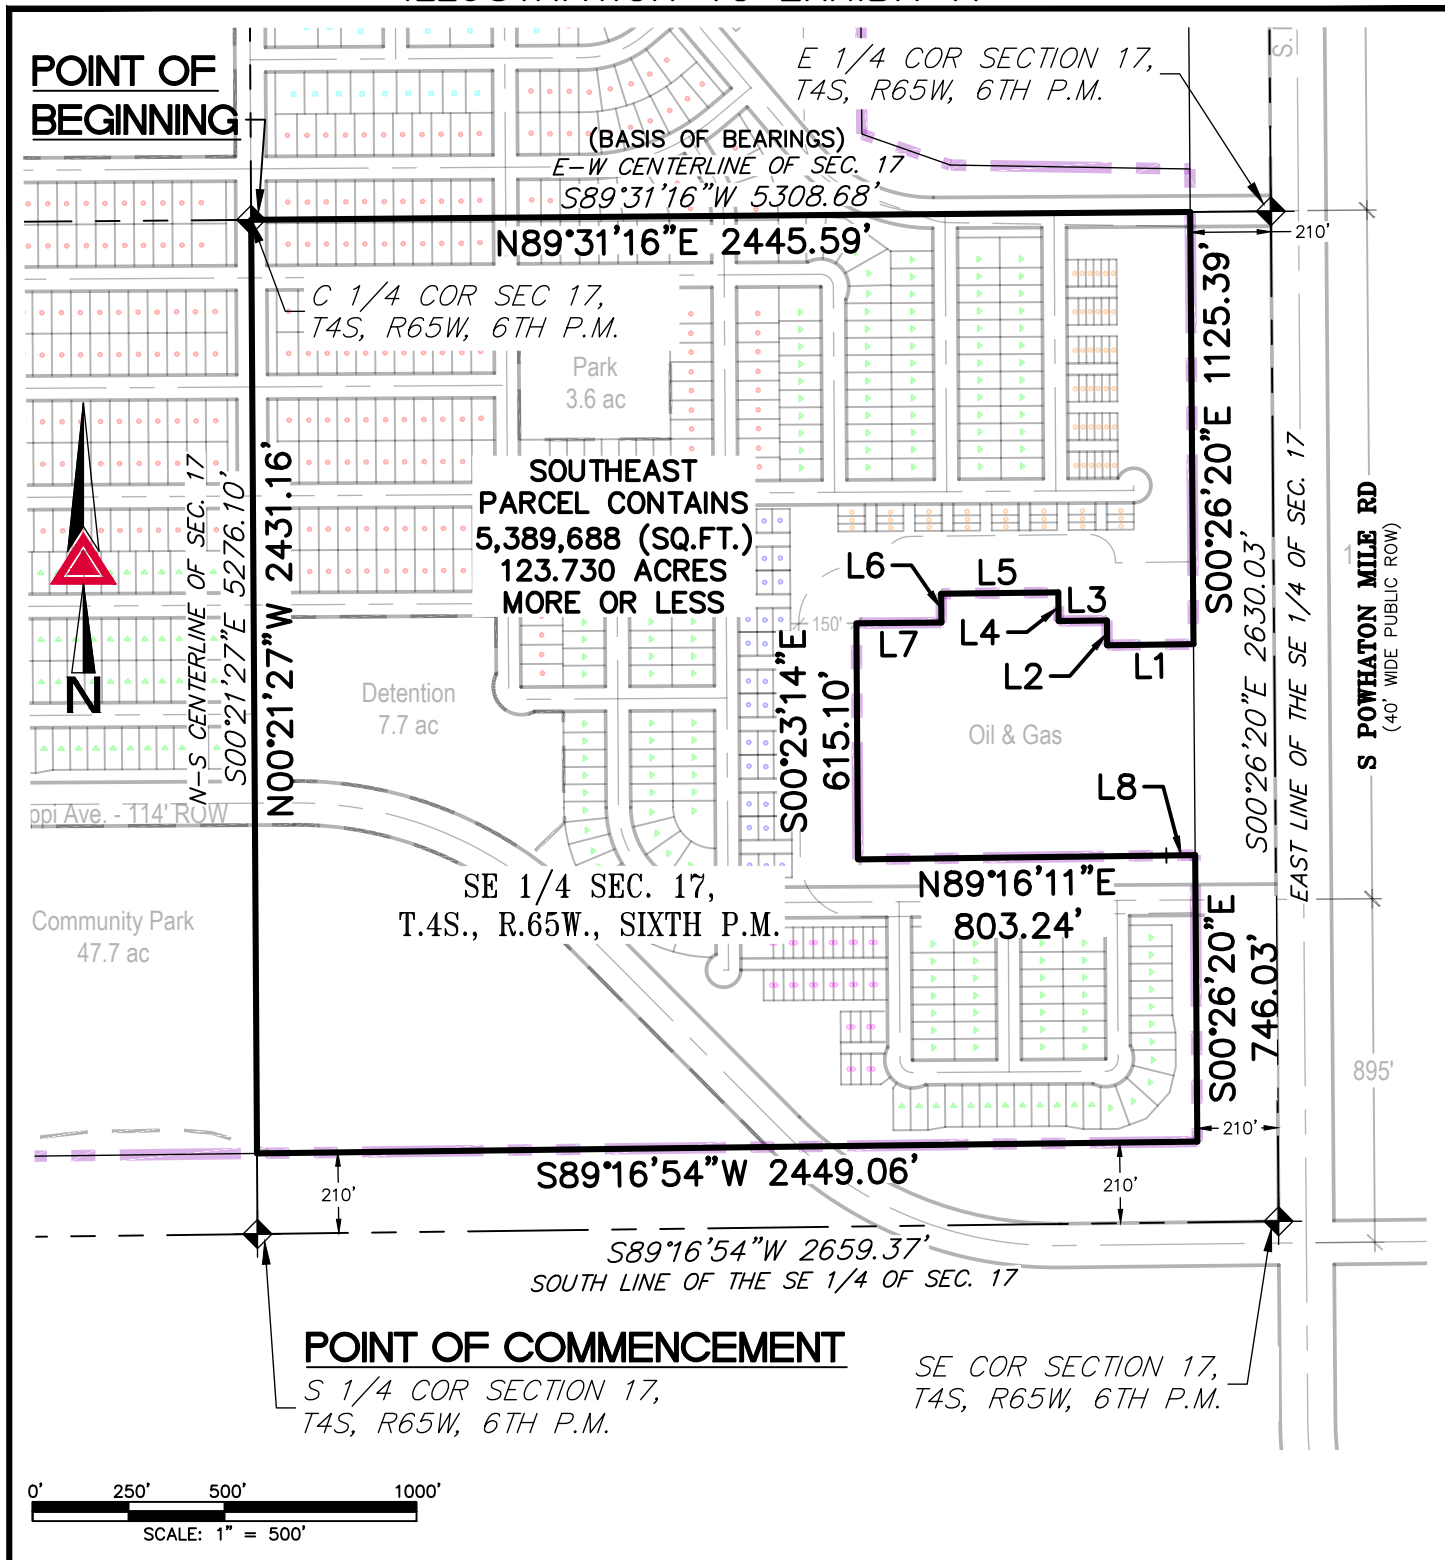 POINT OF
BEGINNING
E 1/4 COR SECTION 17,
T4S, R65W, 6TH P.M.
(BASIS OF BEARINGS)
E-W CENTERLINE OF SEC. 17
S89°31'16"W 5308.68'
N89°31'16"E 2445.59'
210'
C 1/4 COR SEC 17,
T4S, R65W, 6TH P.M.
Park
3.6 ac
S00°26'20"E 1125.39'
SOUTHEAST
PARCEL CONTAINS
5,389,688 (SQ.FT.)
123.730 ACRES
MORE OR LESS
N-S CENTERLINE OF SEC. 17
S00°21'27"E 5276.10'
N00°21'27"W 2431.16'
N
L6
L5
L3
L4
L7
L2
L1
150'
S00°23'14"E
615.10'
Oil & Gas
L8
S00°26'20"E 2630.03'
EAST LINE OF THE SE 1/4 OF SEC. 17
S POWHATON MILE RD
(40' WIDE PUBLIC ROW)
Detention
7.7 ac
ppi Ave. - 114' ROW
SE 1/4 SEC. 17,
T.4S., R.65W., SIXTH P.M.
N89°16'11"E
803.24'
Community Park
47.7 ac
S00°26'20"E
746.03'
895'
210'
S89°16'54"W 2449.06'
210'
210'
S89°16'54"W 2659.37'
SOUTH LINE OF THE SE 1/4 OF SEC. 17
POINT OF COMMENCEMENT
S 1/4 COR SECTION 17,
T4S, R65W, 6TH P.M.
SE COR SECTION 17,
T4S, R65W, 6TH P.M.
0' 250' 500' 1000'
SCALE: 1" = 500'